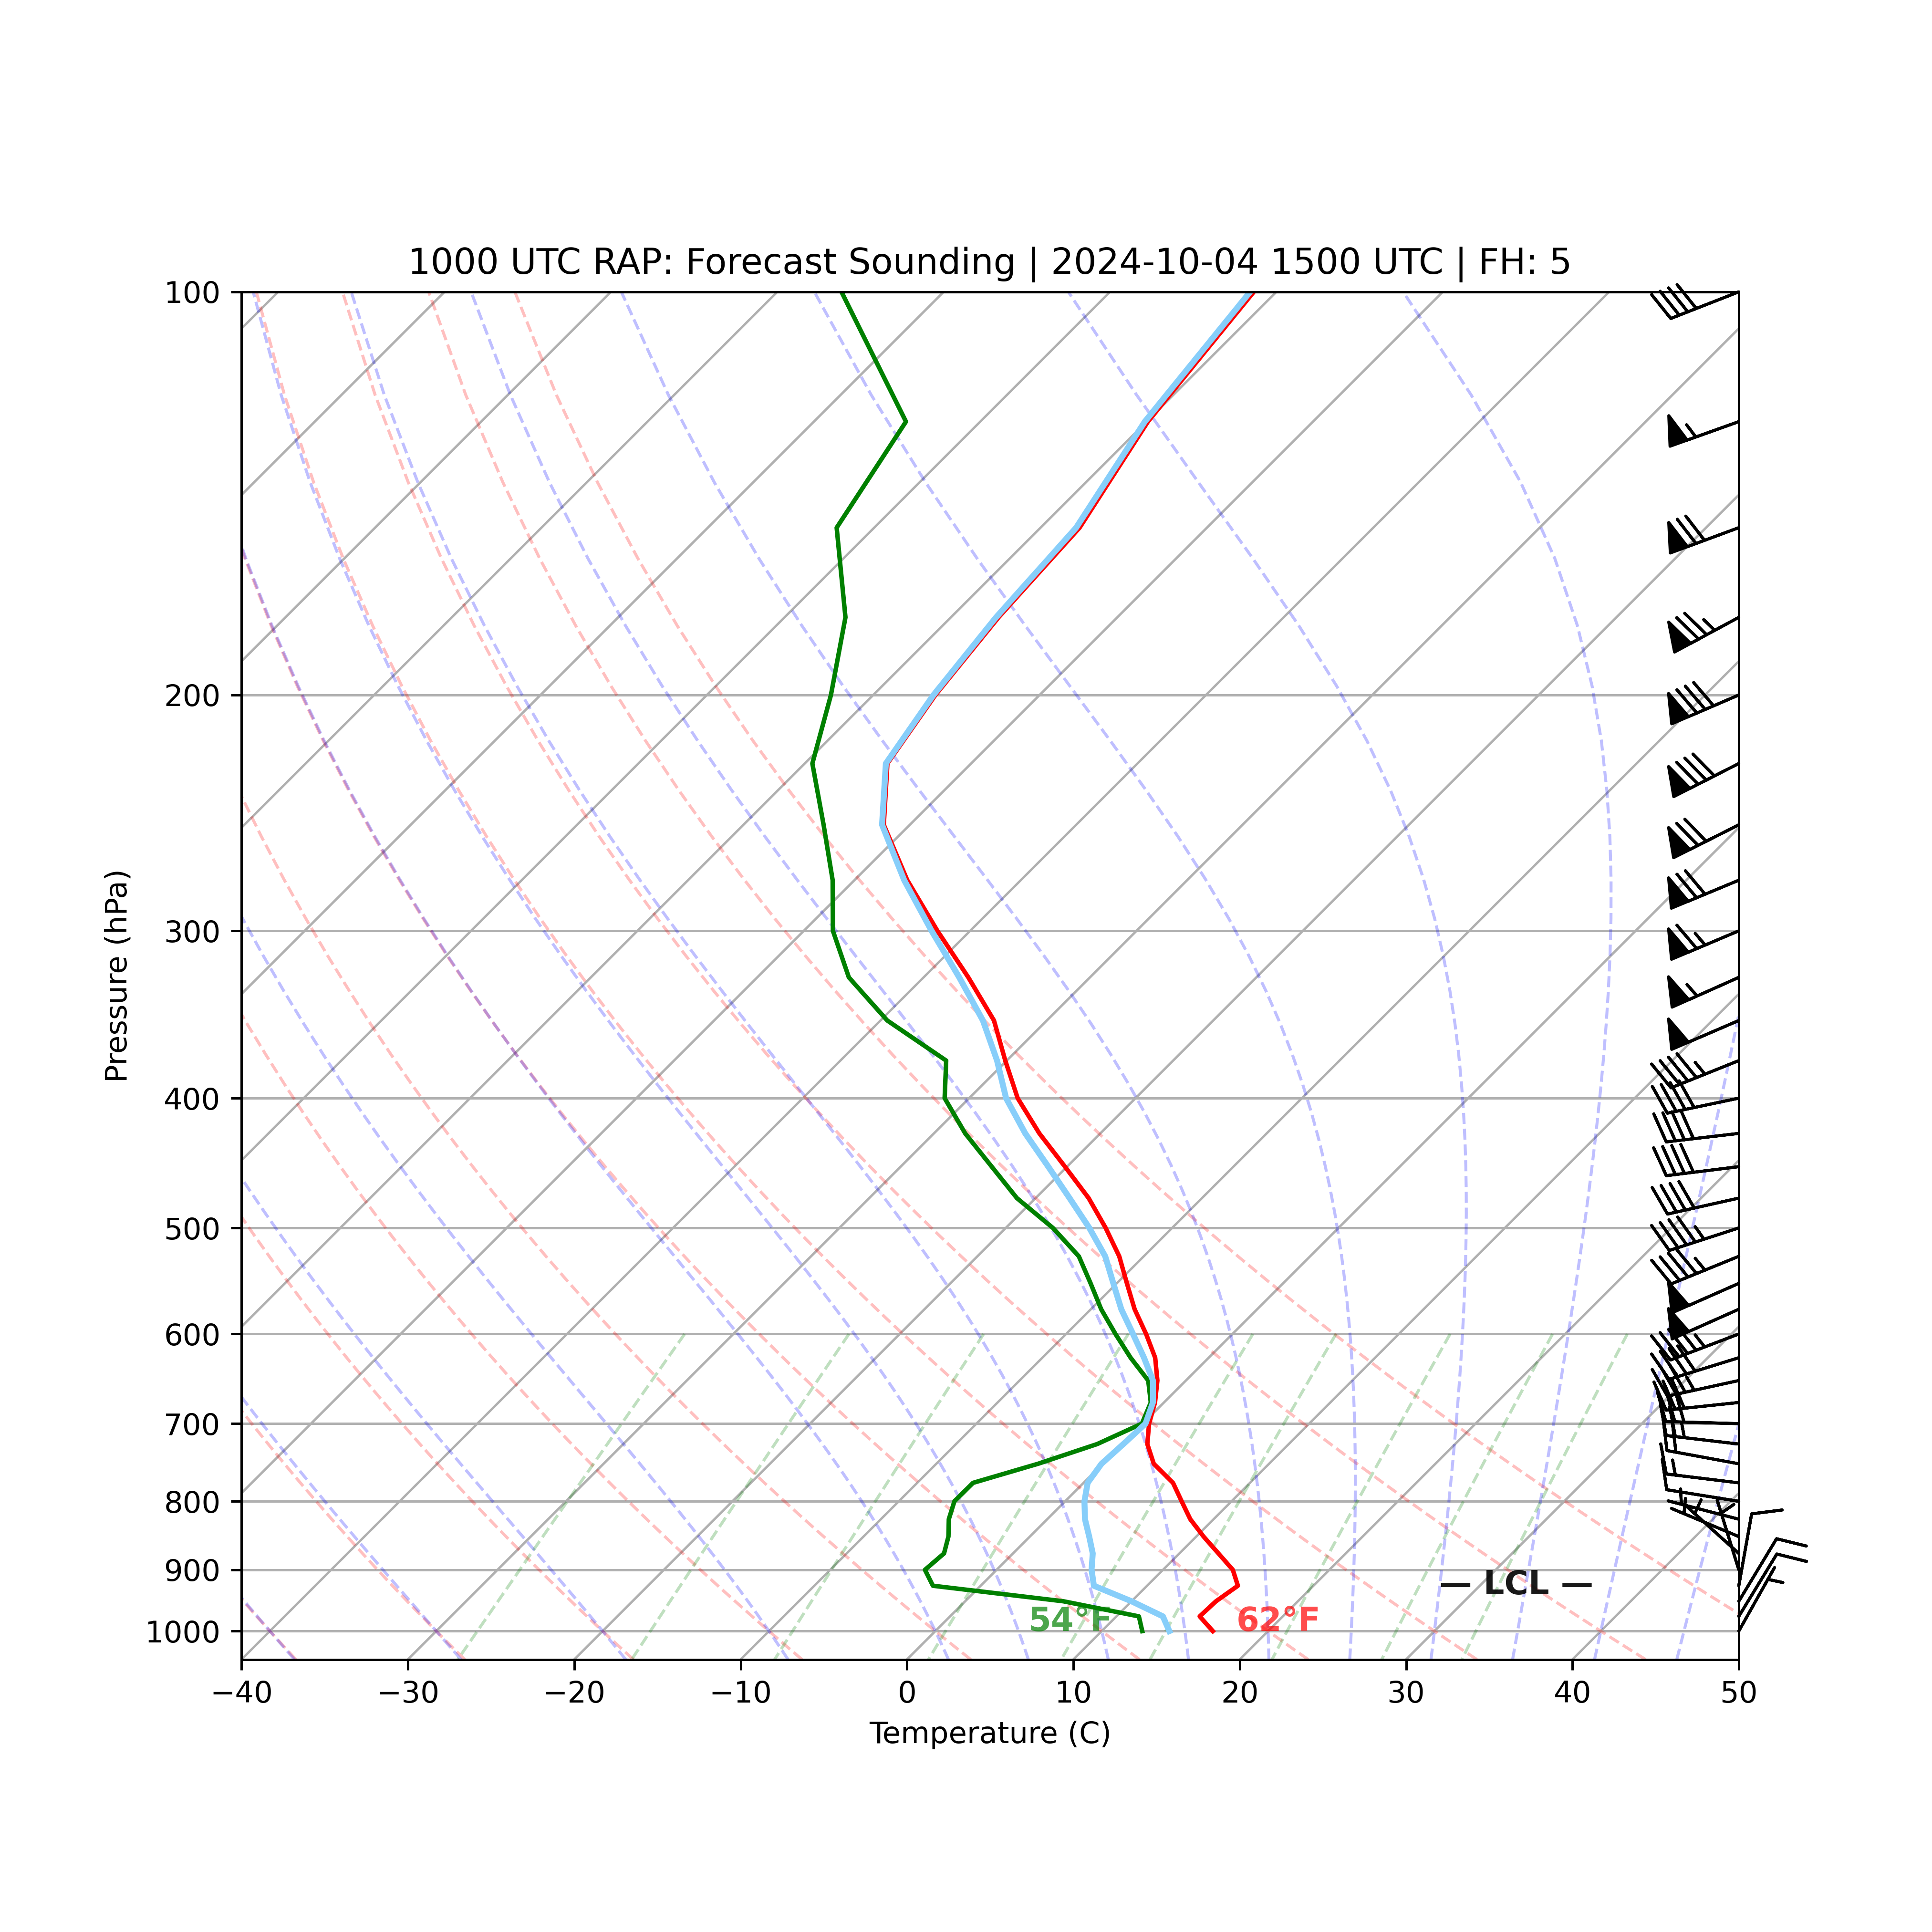 1000 UTC RAP: Forecast Sounding | 2024-10-04 1500 UTC | FH: 5
100
200
300
400
500
600
700
800
900
1000
Pressure (hPa)
— LCL —
54°F
62°F
−40 −30 −20 −10 0 10 20 30 40 50
Temperature (C)